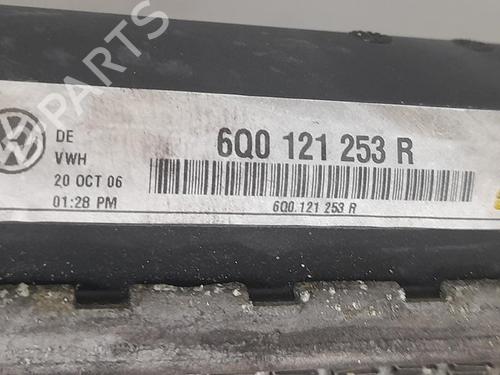 B-PARTS
DE
VWH
20 OCT 06
01:28 PM
6Q0 121 253 R
6Q0.121 253 R